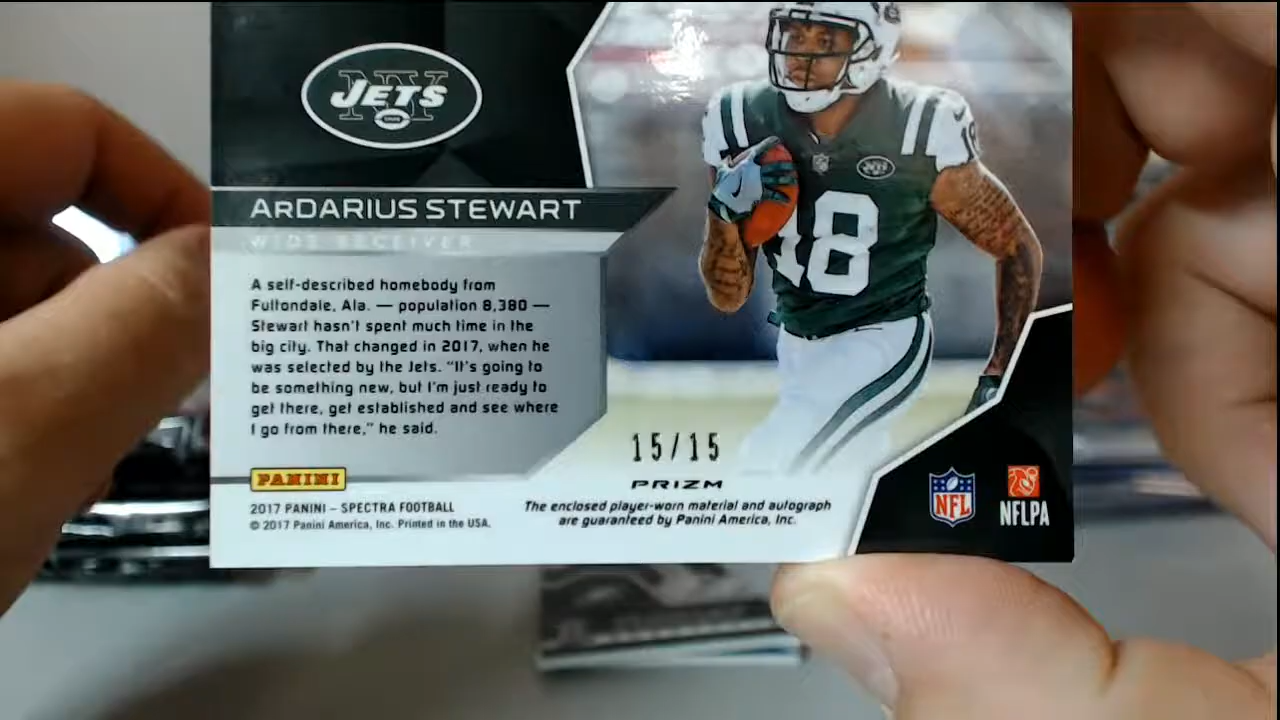 NY
JETS
ARDARIUS STEWART
WIDE RECEIVER
A self-described homebody from
Fultondale, Ala. — population 8,380 —
Stewart hasn't spent much time in the
big city. That changed in 2017, when he
was selected by the Jets. "It's going to
be something new, but I'm just ready to
get there, get established and see where
I go from there," he said.
18
18
15/15
PRIZM
PANINI
2017 PANINI – SPECTRA FOOTBALL
© 2017 Panini America, Inc. Printed in the USA.
The enclosed player-worn material and autograph
are guaranteed by Panini America, Inc.
NFL
NFLPA